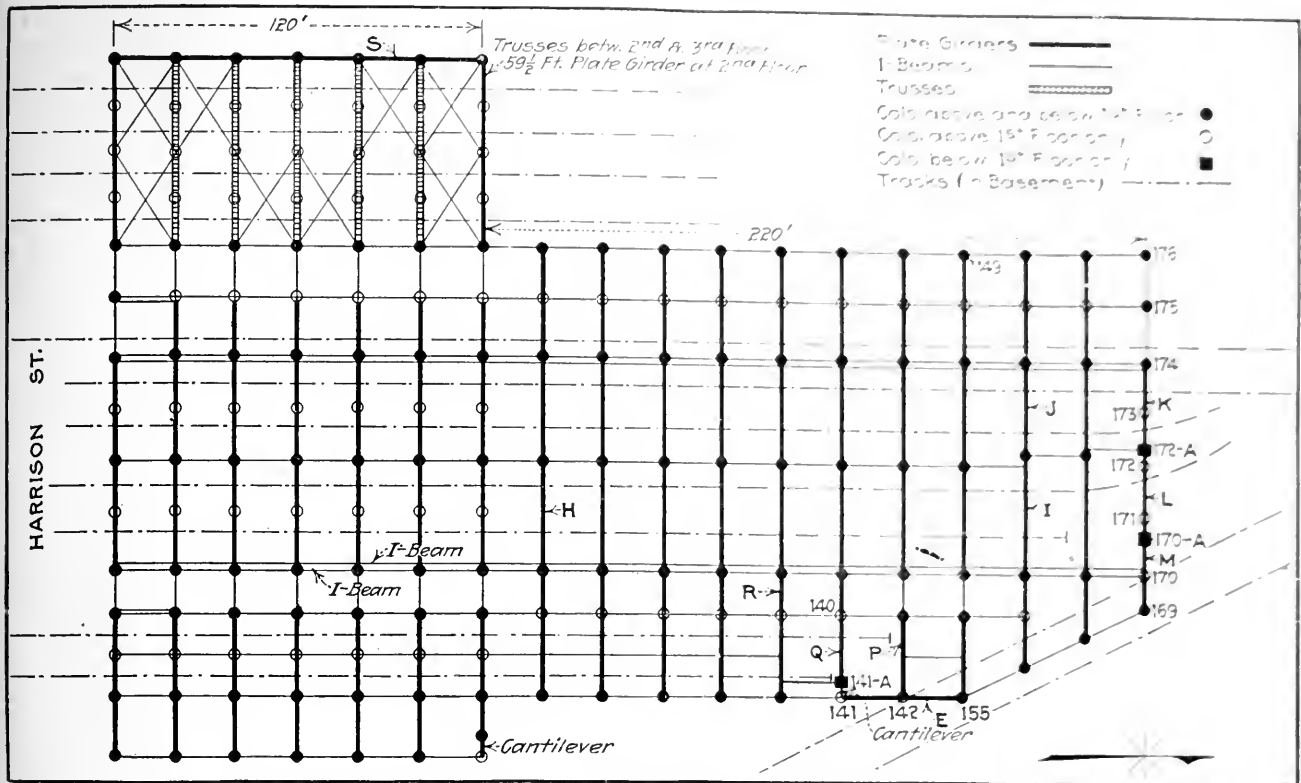 120'
S
Trusses betw. 2nd & 3rd Floor
59½ Ft. Plate Girder at 2nd Floor
Plate Girders
I-Beams
Trusses
Cols. above and below 1st Floor
Cols. above 1st Floor only
Cols. below 1st Floor only
Tracks (in Basement)
220'
176
149
175
HARRISON ST.
174
K
J
173
172-A
172
H
I
L
171
I-Beam
170-A
M
I-Beam
170
R
140
169
Q
P
141-A
141
142
E
155
Cantilever
Cantilever